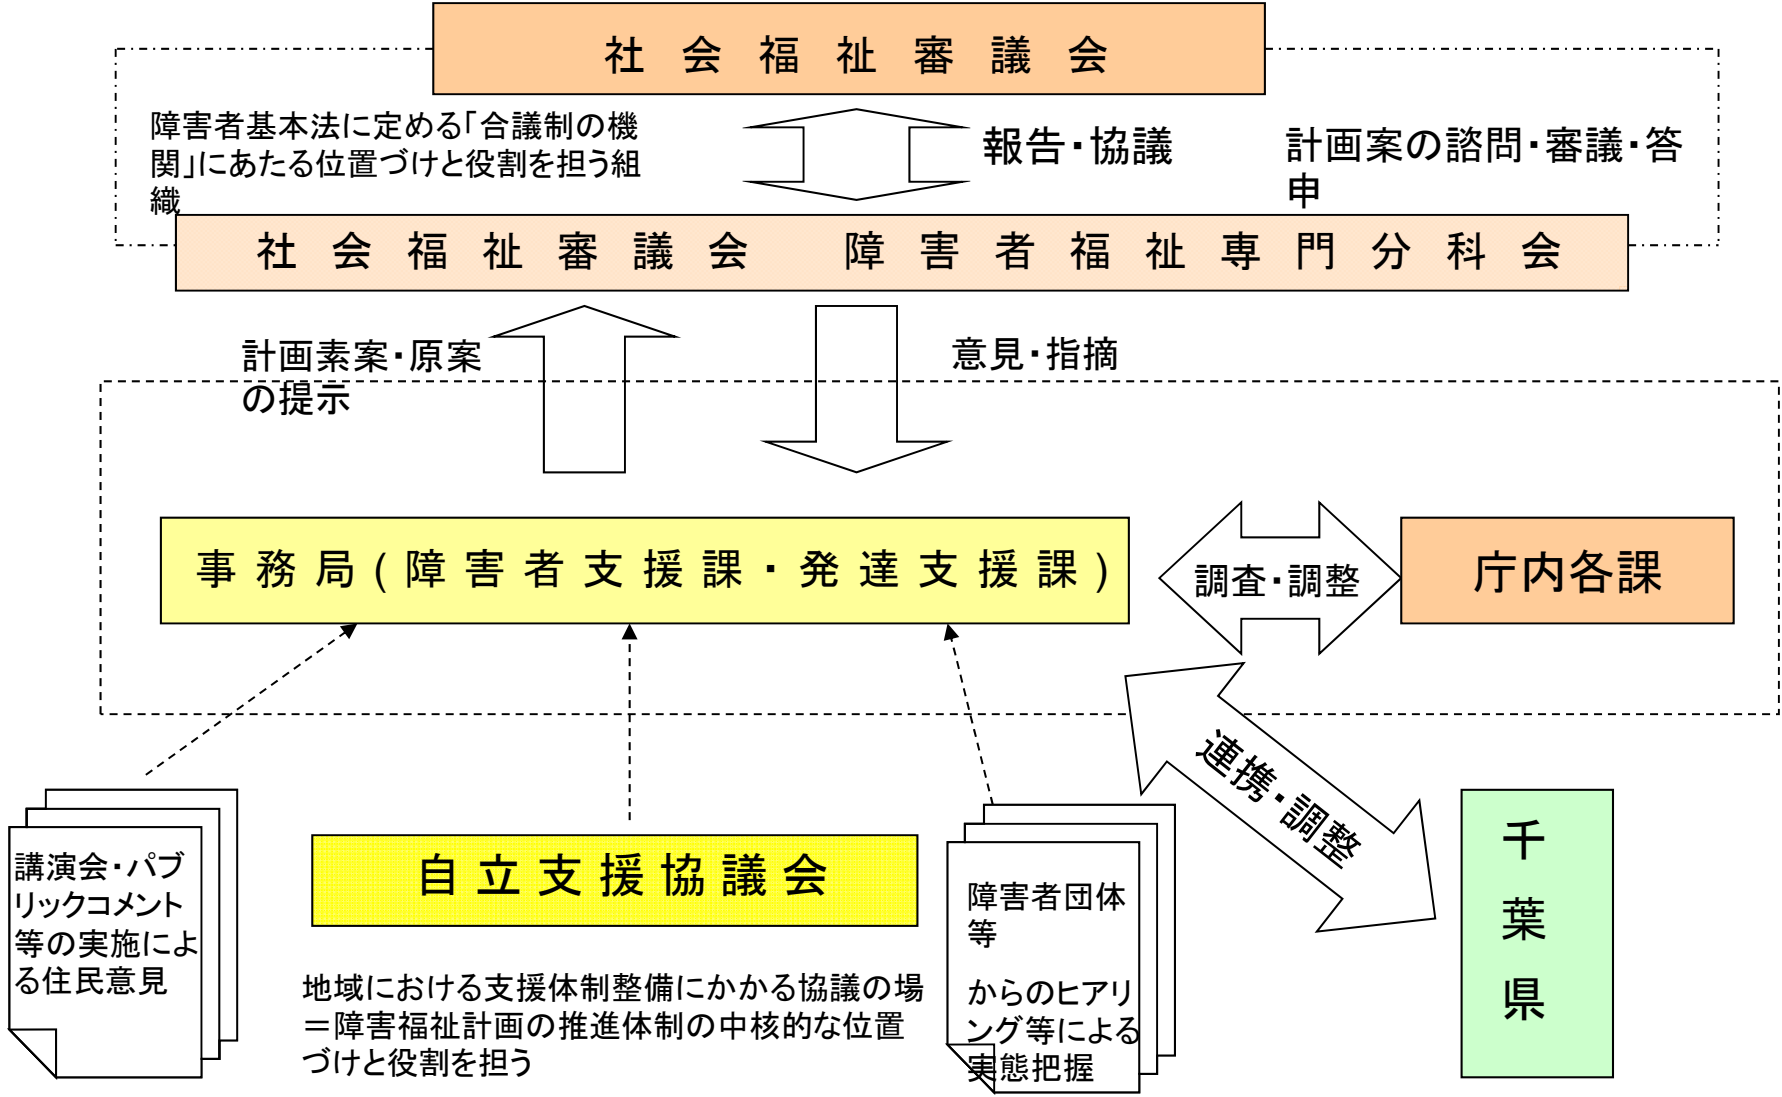 社会福祉審議会
障害者基本法に定める「合議制の機
関」にあたる位置づけと役割を担う組
織
報告・協議
計画案の諮問・審議・答
申
社会福祉審議会 障害者福祉専門分科会
計画素案・原案
の提示
意見・指摘
事務局(障害者支援課・発達支援課)
調査・調整
庁内各課
連携・調整
千
葉
県
講演会・パブ
リックコメント
等の実施によ
る住民意見
自立支援協議会
地域における支援体制整備にかかる協議の場
＝障害福祉計画の推進体制の中核的な位置
づけと役割を担う
障害者団体
等
からのヒアリ
ング等による
実態把握